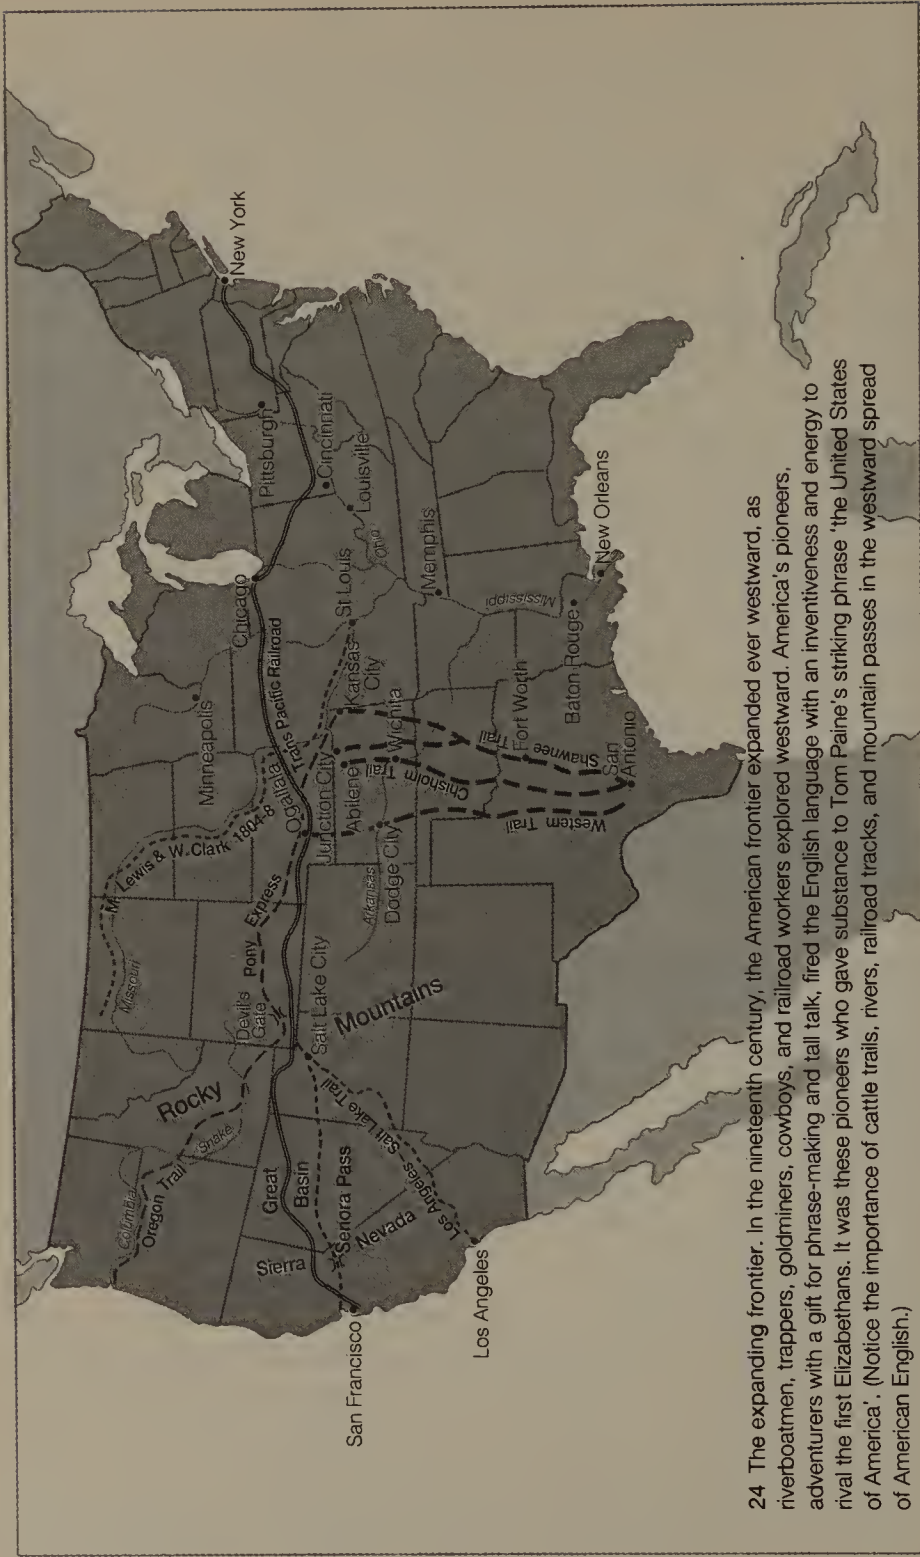 New York
Pittsburgh
Cincinnati
Louisville
Ohio
Chicago
St Louis
Memphis
Mississippi
New Orleans
Baton Rouge
Minneapolis
Trans Pacific Railroad
Kansas
City
Wichita
Fort Worth
Shawnee
Trail
San
Antonio
Junction City
Abilene
Chisholm
Trail
Ogallala
M. Lewis & W. Clark 1804-8
Missouri
Dodge City
Arkansas
Western Trail
Pony Express
Devil's
Gate
Salt Lake City
Rocky
Mountains
Snake
Columbia
Oregon Trail
Great
Basin
Senora Pass
Sierra
Nevada
Los Angeles Salt Lake Trail
San Francisco
Los Angeles
24 The expanding frontier. In the nineteenth century, the American frontier expanded ever westward, as
riverboatmen, trappers, goldminers, cowboys, and railroad workers explored westward. America's pioneers,
adventurers with a gift for phrase-making and tall talk, fired the English language with an inventiveness and energy to
rival the first Elizabethans. It was these pioneers who gave substance to Tom Paine's striking phrase 'the United States
of America'. (Notice the importance of cattle trails, rivers, railroad tracks, and mountain passes in the westward spread
of American English.)